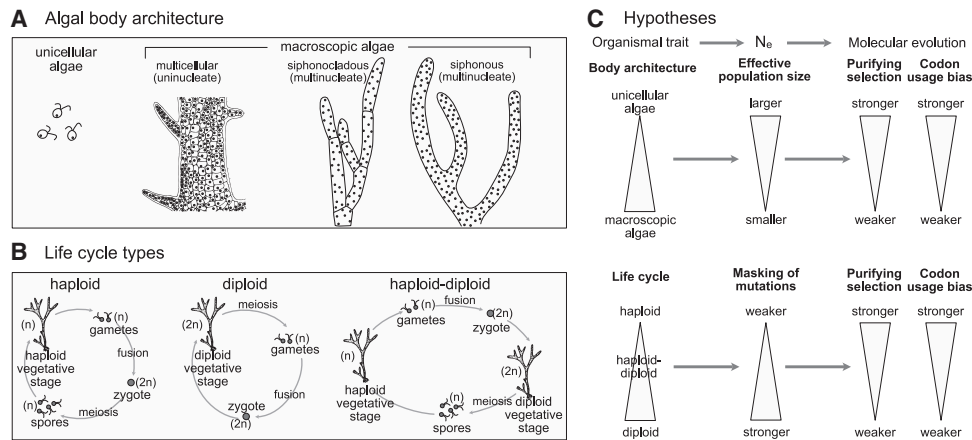 A Algal body architecture
unicellular
algae
macroscopic algae
multicellular
(uninucleate)
siphonocladous
(multinucleate)
siphonous
(multinucleate)
B Life cycle types
haploid
(n)
(n)
gametes
fusion
haploid
vegetative
stage
(2n)
zygote
(n)
meiosis
spores
diploid
meiosis
(2n)
(n)
gametes
diploid
vegetative
stage
zygote
(2n)
fusion
haploid-diploid
(n)
fusion
gametes
(2n)
zygote
(n)
(2n)
haploid
vegetative
stage
(n)
meiosis
spores
diploid
vegetative
stage
C Hypotheses
Organismal trait
Ne
Molecular evolution
Body architecture
Effective
population size
Purifying
selection
Codon
usage bias
unicellular
algae
larger
stronger
stronger
macroscopic
algae
smaller
weaker
weaker
Life cycle
Masking of
mutations
Purifying
selection
Codon
usage bias
haploid
weaker
stronger
stronger
haploid-
diploid
diploid
stronger
weaker
weaker